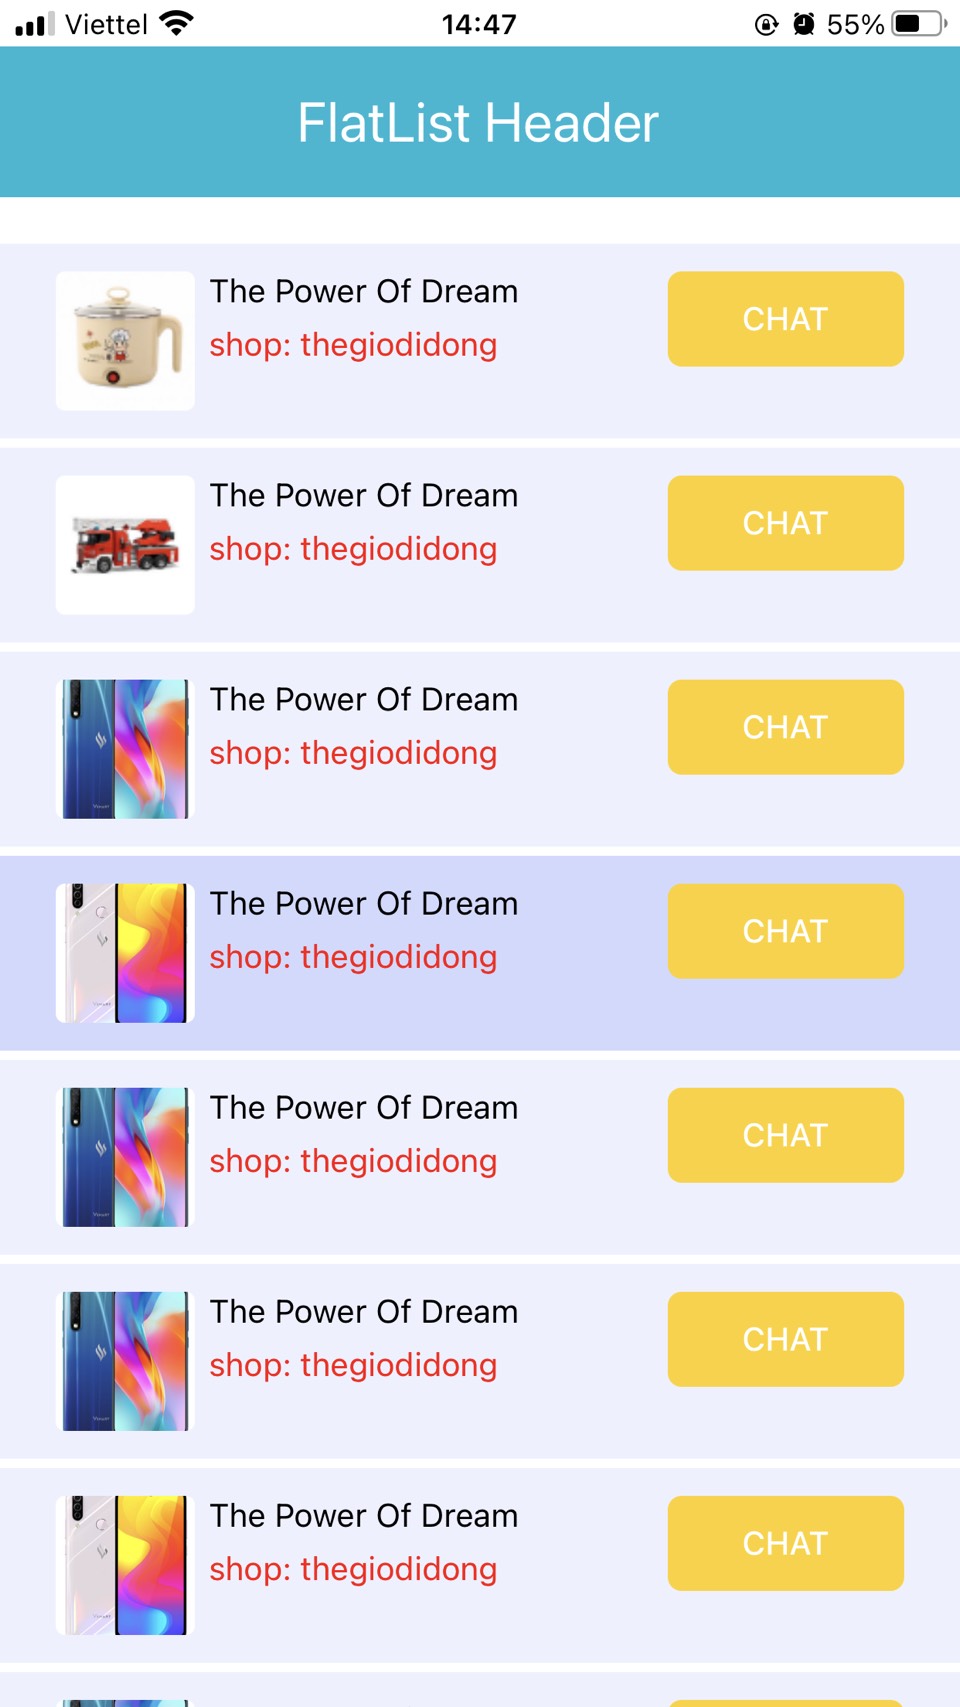 Viettel 14:47 55%
FlatList Header
The Power Of Dream
shop: thegiodidong
CHAT
The Power Of Dream
shop: thegiodidong
CHAT
The Power Of Dream
shop: thegiodidong
CHAT
The Power Of Dream
shop: thegiodidong
CHAT
The Power Of Dream
shop: thegiodidong
CHAT
The Power Of Dream
shop: thegiodidong
CHAT
The Power Of Dream
shop: thegiodidong
CHAT